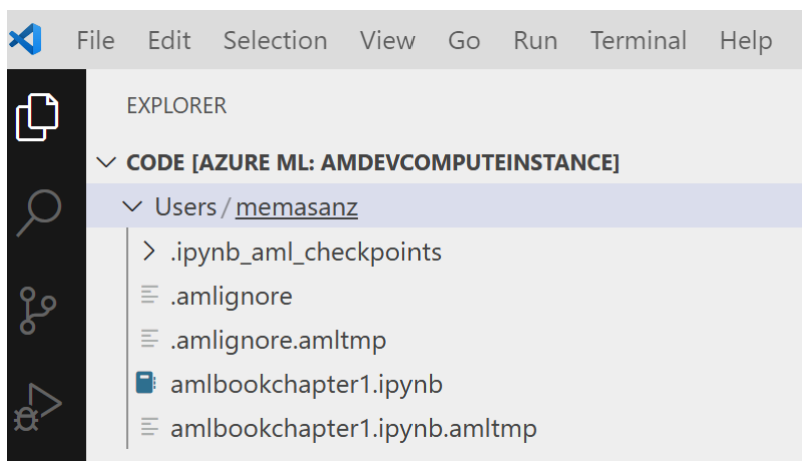 File Edit Selection View Go Run Terminal Help
EXPLORER
CODE [AZURE ML: AMDEVCOMPUTEINSTANCE]
Users / memasanz
.ipynb_aml_checkpoints
.amlignore
.amlignore.amltmp
amlbookchapter1.ipynb
amlbookchapter1.ipynb.amltmp